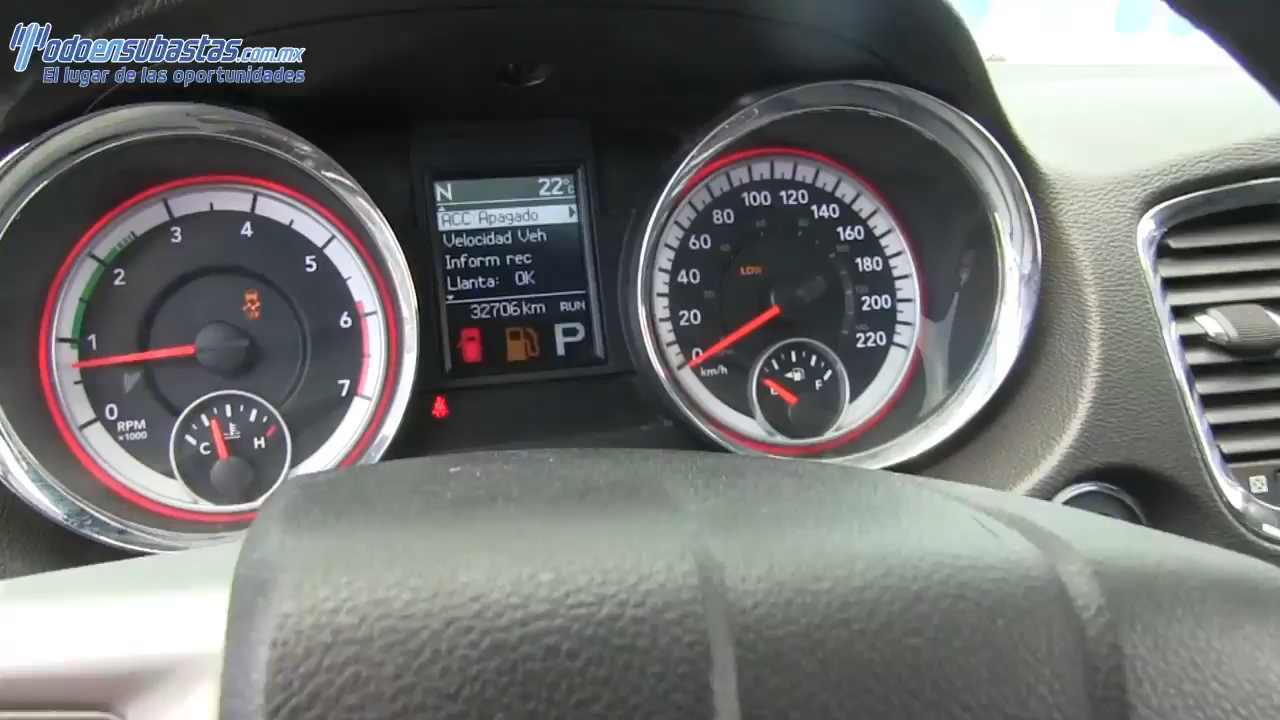 Todoensubastas.com.mx
El lugar de las oportunidades
N 22°C
ACC Apagado
Velocidad Veh
Inform rec
Llanta: OK
32706km RUN
P
0 1 2 3 4 5 6 7
RPM
×1000
C H
0 20 40 60 80 100 120 140 160 180 200 220
km/h
LOW
E F